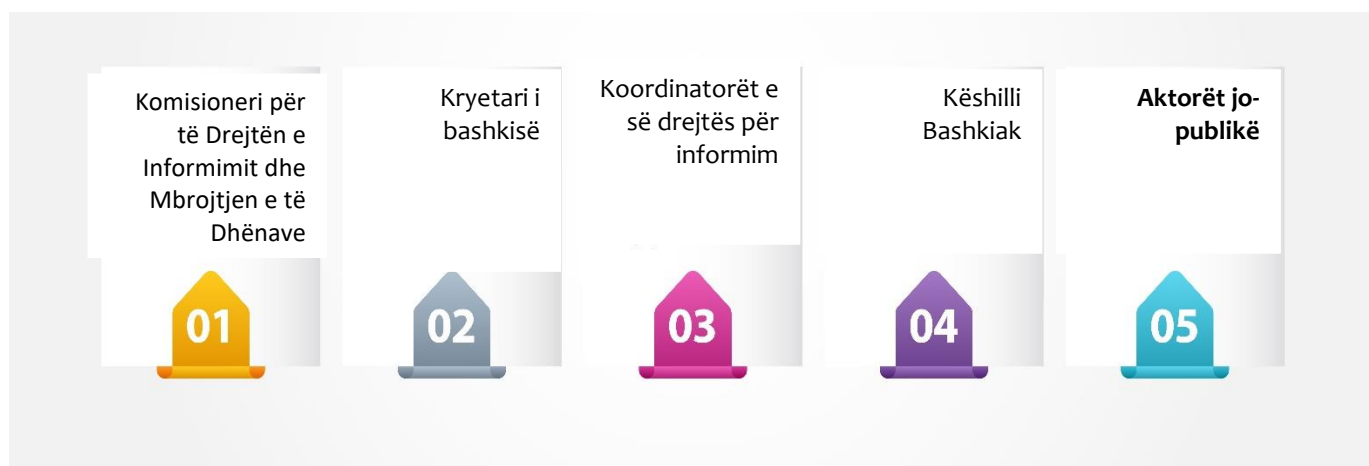 Komisioneri për
të Drejtën e
Informimit dhe
Mbrojtjen e të
Dhënave
01
Kryetari i
bashkisë
02
Koordinatorët e
së drejtës për
informim
03
Këshilli
Bashkiak
04
Aktorët jo-
publikë
05